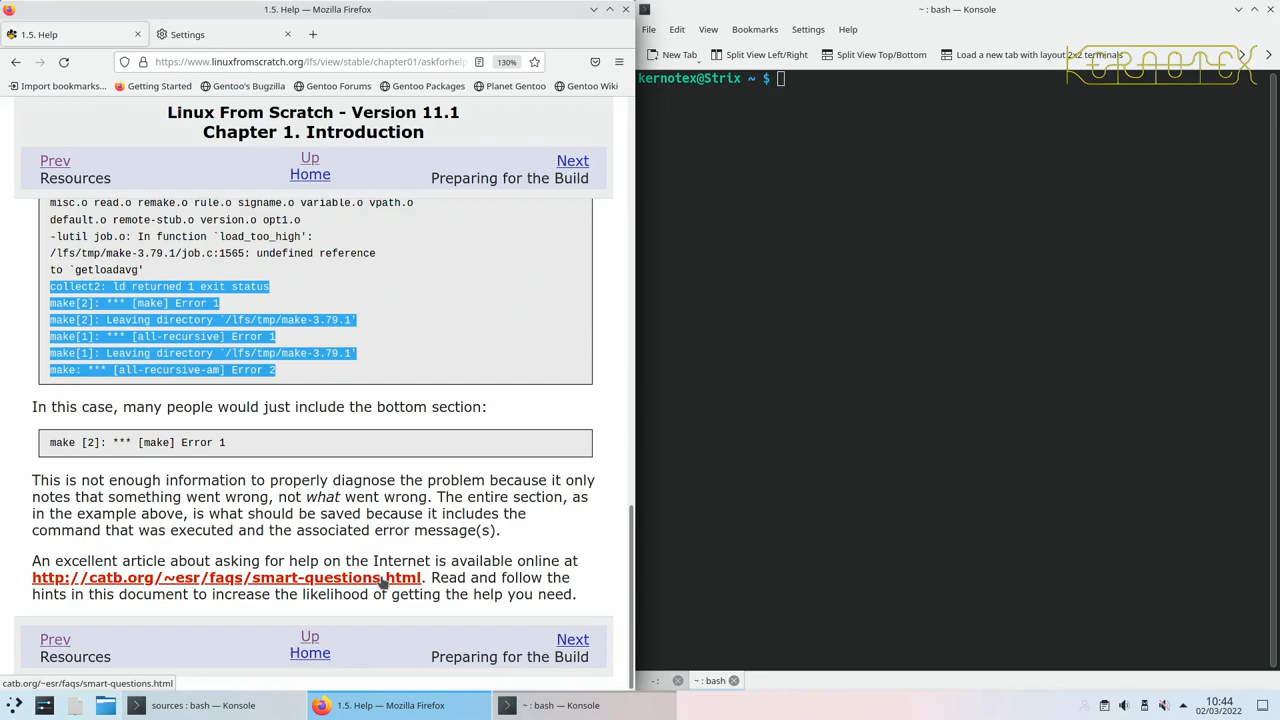 1.5. Help — Mozilla Firefox
1.5. Help
Settings
https://www.linuxfromscratch.org/lfs/view/stable/chapter01/askforhelp
130%
Import bookmarks...
Getting Started
Gentoo's Bugzilla
Gentoo Forums
Gentoo Packages
Planet Gentoo
Gentoo Wiki
Linux From Scratch - Version 11.1
Chapter 1. Introduction
Prev
Up
Next
Resources
Home
Preparing for the Build
misc.o read.o remake.o rule.o signame.o variable.o vpath.o
default.o remote-stub.o version.o opt1.o
-lutil job.o: In function `load_too_high':
/lfs/tmp/make-3.79.1/job.c:1565: undefined reference
to `getloadavg'
collect2: ld returned 1 exit status
make[2]: *** [make] Error 1
make[2]: Leaving directory `/lfs/tmp/make-3.79.1'
make[1]: *** [all-recursive] Error 1
make[1]: Leaving directory `/lfs/tmp/make-3.79.1'
make: *** [all-recursive-am] Error 2
In this case, many people would just include the bottom section:
make [2]: *** [make] Error 1
This is not enough information to properly diagnose the problem because it only
notes that something went wrong, not what went wrong. The entire section, as
in the example above, is what should be saved because it includes the
command that was executed and the associated error message(s).
An excellent article about asking for help on the Internet is available online at
http://catb.org/~esr/faqs/smart-questions.html. Read and follow the
hints in this document to increase the likelihood of getting the help you need.
Prev
Up
Next
Resources
Home
Preparing for the Build
catb.org/~esr/faqs/smart-questions.html
~ : bash — Konsole
File
Edit
View
Bookmarks
Settings
Help
New Tab
Split View Left/Right
Split View Top/Bottom
Load a new tab with layout 2x2 terminals
KERNOTEX
kernotex@Strix ~ $
~ : bash
sources : bash — Konsole
1.5. Help — Mozilla Firefox
~ : bash — Konsole
10:44
02/03/2022